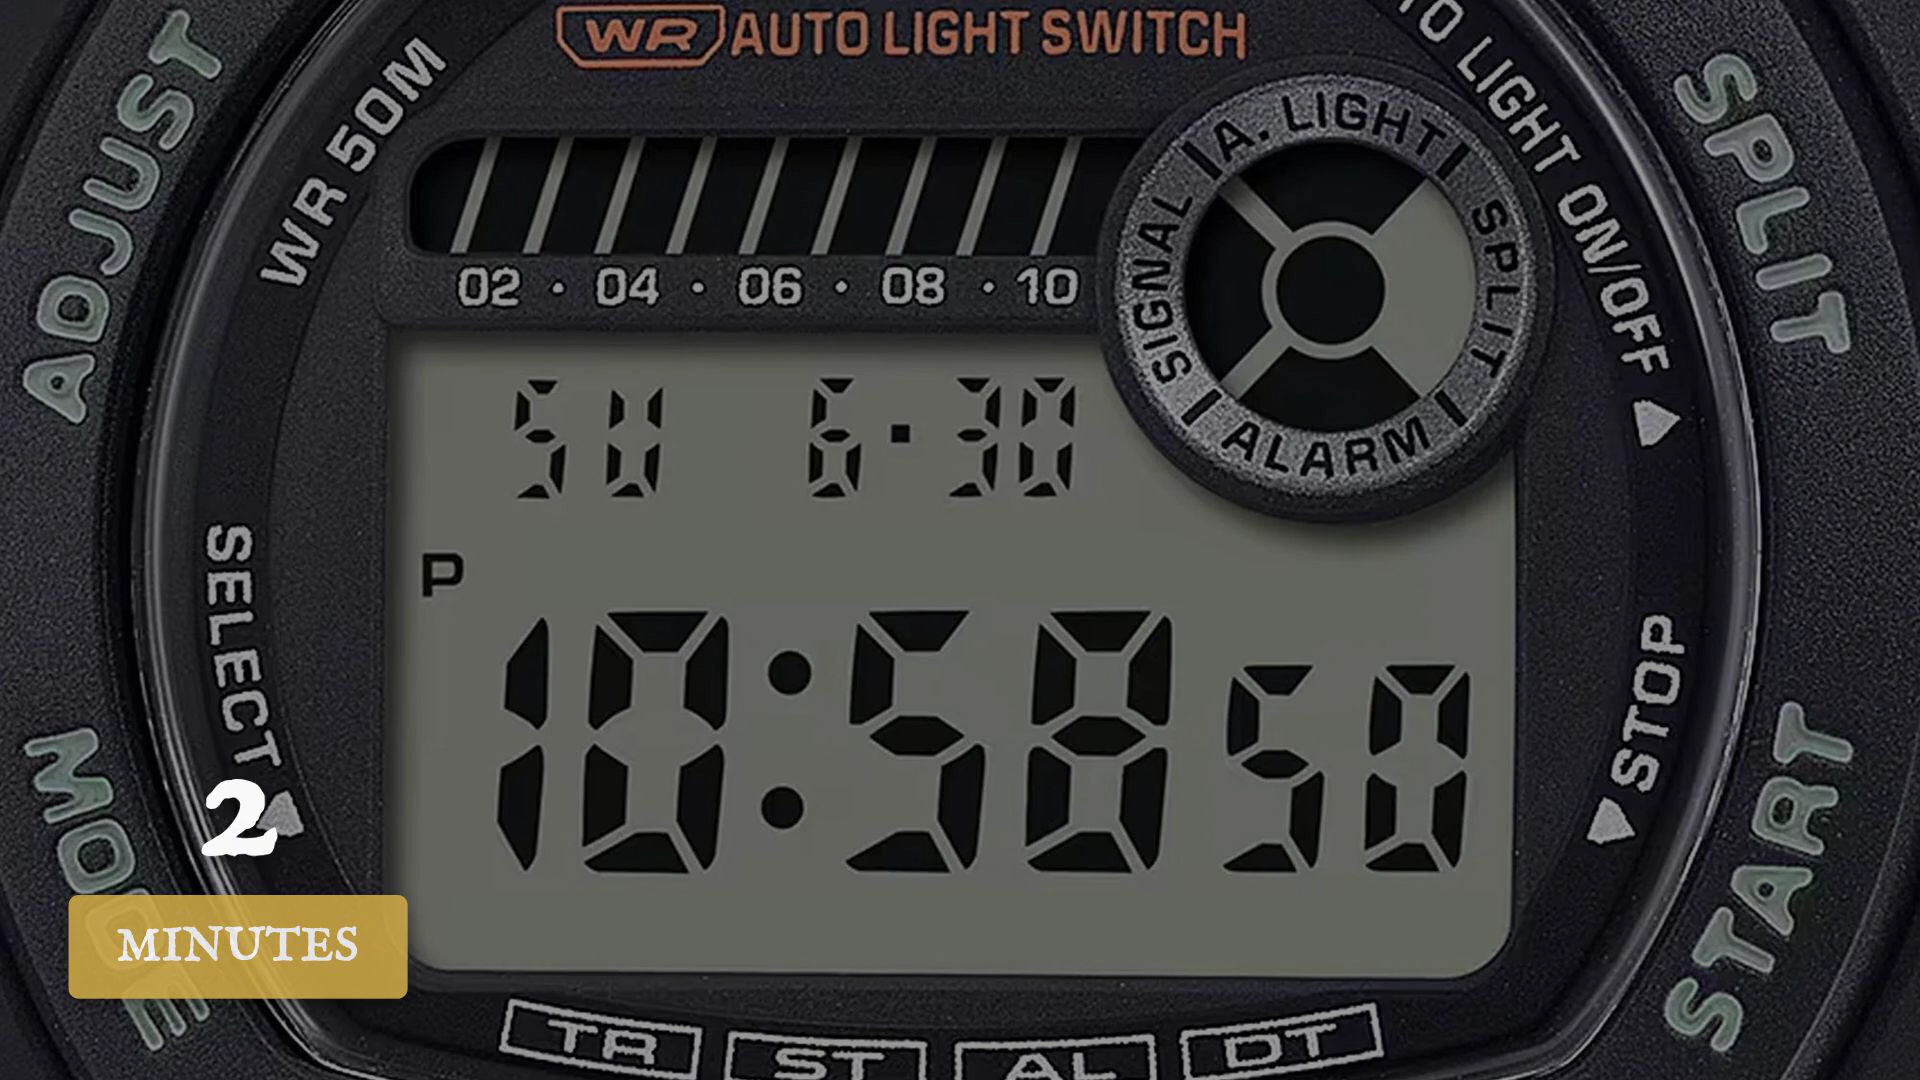 WR AUTO LIGHT SWITCH
ADJUST
WR 50M
AUTO LIGHT ON/OFF
SPLIT
A. LIGHT
SIGNAL
SPLIT
ALARM
02 · 04 · 06 · 08 · 10
SU 6-30
P
10:58 50
SELECT
STOP
MODE
START
2
MINUTES
TR ST AL DT